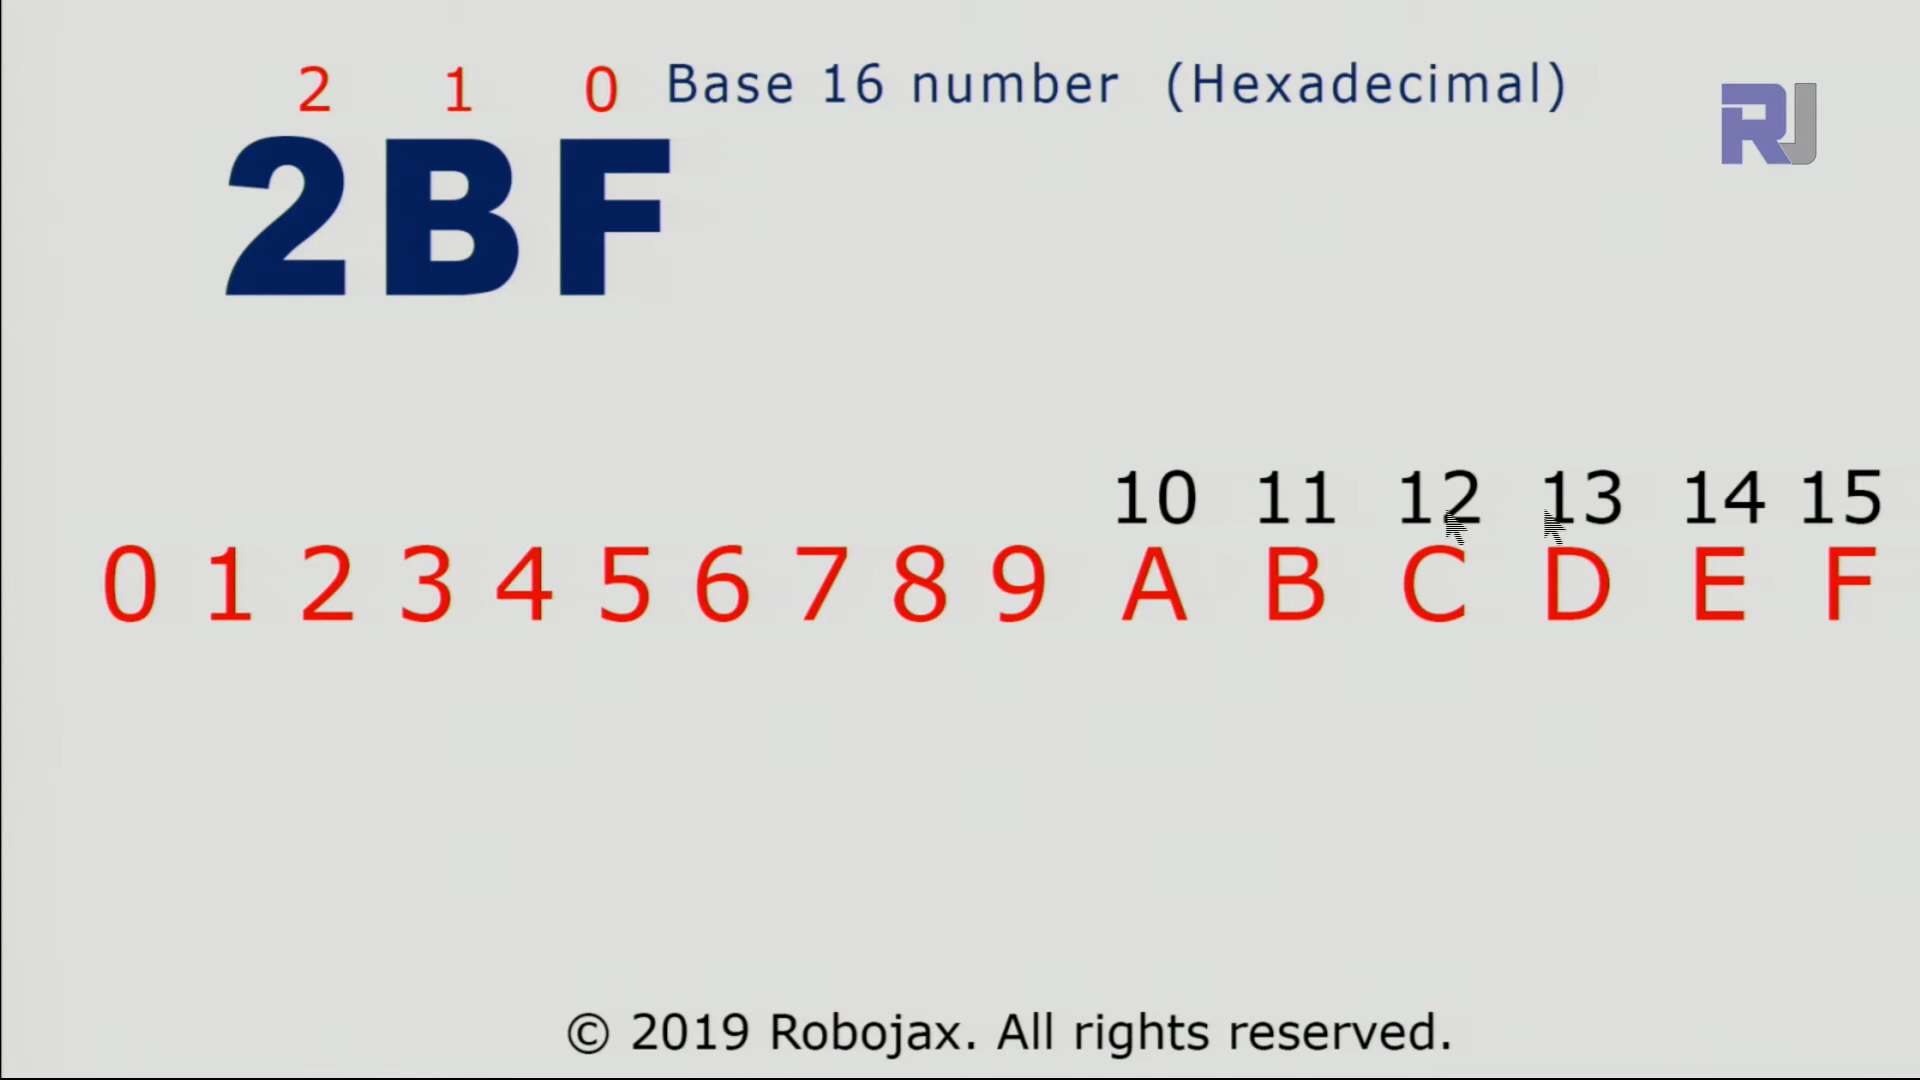 2 1 0 Base 16 number (Hexadecimal)
RJ
2BF
10 11 12 13 14 15
0 1 2 3 4 5 6 7 8 9 A B C D E F
© 2019 Robojax. All rights reserved.